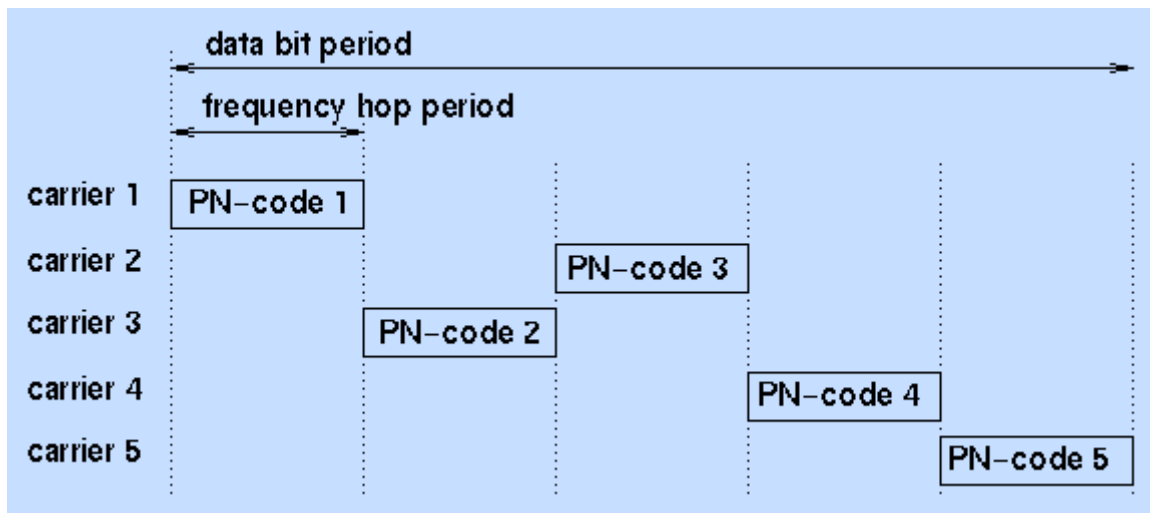 data bit period
frequency hop period
carrier 1 PN-code 1
carrier 2 PN-code 3
carrier 3 PN-code 2
carrier 4 PN-code 4
carrier 5 PN-code 5